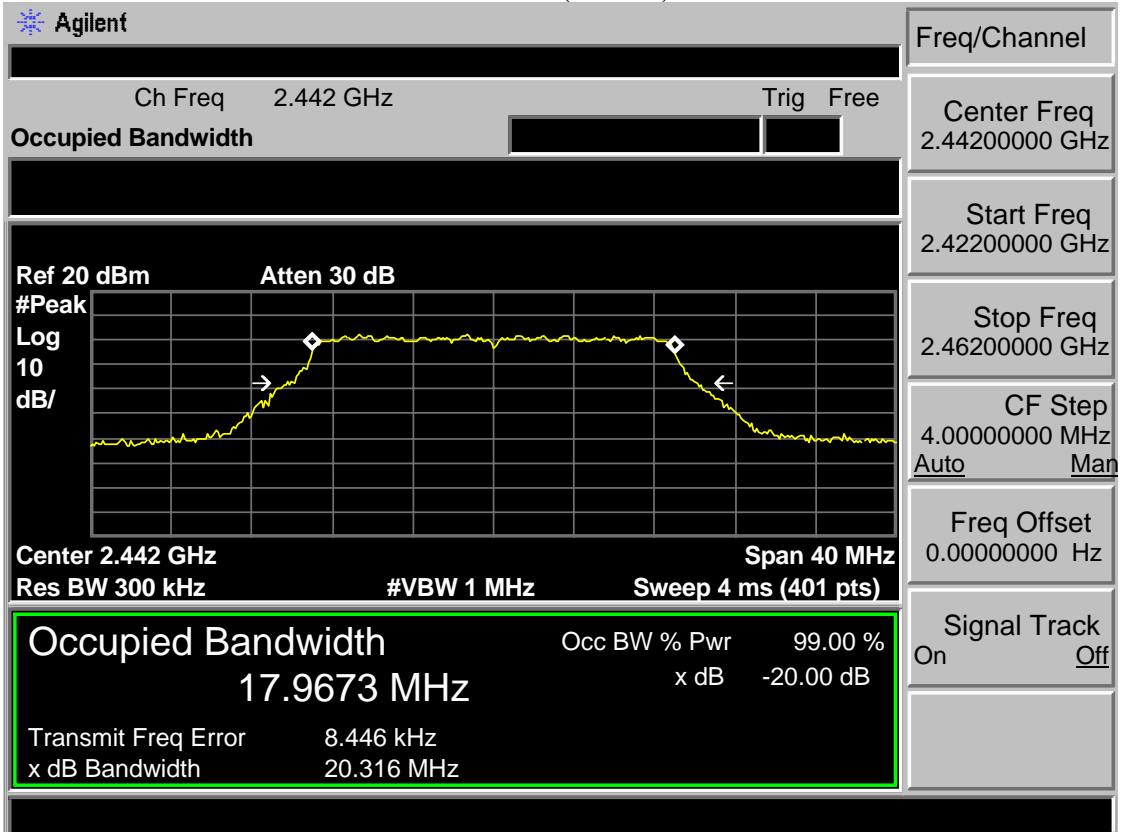 Agilent
Freq/Channel
Ch Freq 2.442 GHz Trig Free
Occupied Bandwidth
Center Freq
2.44200000 GHz
Start Freq
2.42200000 GHz
Stop Freq
2.46200000 GHz
CF Step
4.00000000 MHz
Auto Man
Freq Offset
0.00000000 Hz
Signal Track
On Off
Ref 20 dBm Atten 30 dB
#Peak
Log
10
dB/
Center 2.442 GHz Span 40 MHz
Res BW 300 kHz #VBW 1 MHz Sweep 4 ms (401 pts)
Occupied Bandwidth
17.9673 MHz
Occ BW % Pwr 99.00 %
x dB -20.00 dB
Transmit Freq Error 8.446 kHz
x dB Bandwidth 20.316 MHz